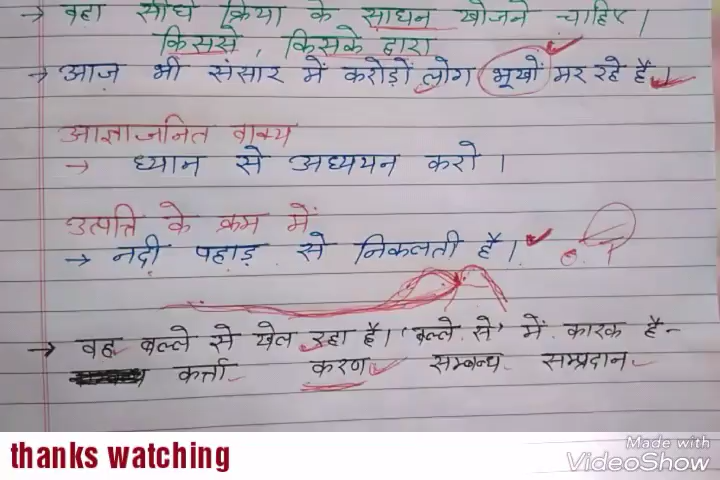 → वहा सीधे क्रिया के साधन खोजने चाहिए।
किससे, किसके द्वारा
→ आज भी संसार में करोड़ों लोग भूखों मर रहे है।
आज्ञाजनित वाक्य
→ ध्यान से अध्ययन करो।
उत्पत्ति के क्रम में
→ नदी पहाड़ से निकलती है।
→ वह बल्ले से खेल रहा है। 'बल्ले से' में कारक है-
कर्त्ता करण सम्बन्ध सम्प्रदान
thanks watching
Made with
VideoShow